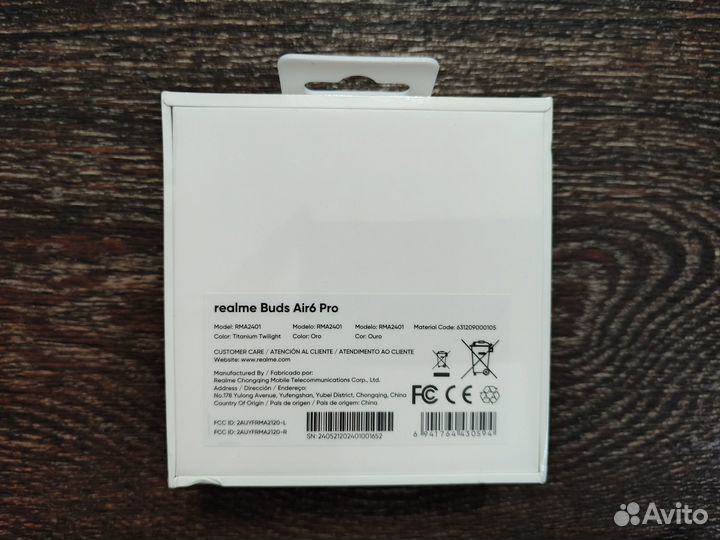 realme Buds Air6 Pro
Model: RMA2401 Modelo: RMA2401 Modelo: RMA2401 Material Code: 631209000105
Color: Titanium Twilight Color: Oro Cor: Ouro
CUSTOMER CARE / ATENCIÓN AL CLIENTE / ATENDIMENTO AO CLIENTE
Website: www.realme.com
Manufactured By / Fabricado por:
Realme Chongqing Mobile Telecommunications Corp., Ltd.
Address / Dirección / Endereço:
No.178 Yulong Avenue, Yufengshan, Yubei District, Chongqing, China
Country Of Origin / País de origen / País de origem: China
FC CE
FCC ID: 2AUYFRMA2120-L
FCC ID: 2AUYFRMA2120-R
SN: 240521202401001652
6 941764 430594
Avito